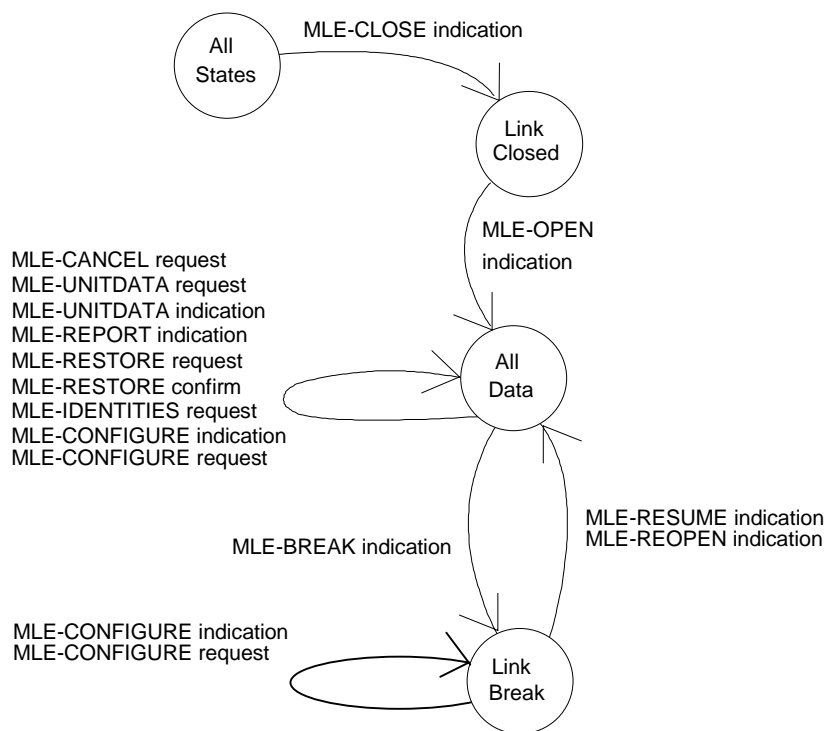 MLE-CLOSE indication
All
States
Link
Closed
MLE-OPEN
indication
MLE-CANCEL request
MLE-UNITDATA request
MLE-UNITDATA indication
MLE-REPORT indication
MLE-RESTORE request
MLE-RESTORE confirm
MLE-IDENTITIES request
MLE-CONFIGURE indication
MLE-CONFIGURE request
All
Data
MLE-BREAK indication
MLE-RESUME indication
MLE-REOPEN indication
MLE-CONFIGURE indication
MLE-CONFIGURE request
Link
Break